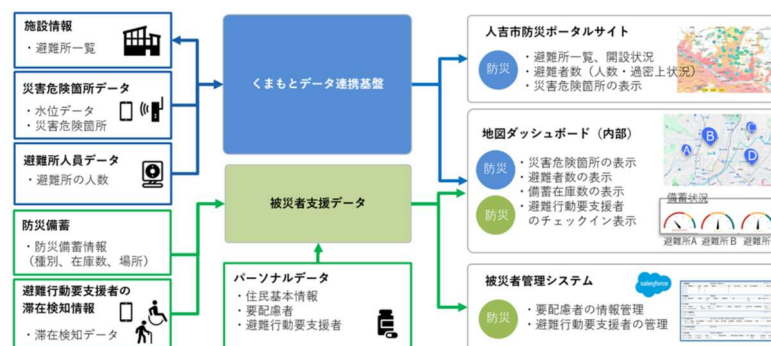 施設情報
・避難所一覧
災害危険箇所データ
・水位データ
・災害危険箇所
避難所人員データ
・避難所の人数
防災備蓄
・防災備蓄情報
（種別、在庫数、場所）
避難行動要支援者の
滞在検知情報
・滞在検知データ
くまもとデータ連携基盤
被災者支援データ
パーソナルデータ
・住民基本情報
・要配慮者
・避難行動要支援者
人吉市防災ポータルサイト
防災
・避難所一覧、開設状況
・避難者数（人数・過密上状況）
・災害危険箇所の表示
地図ダッシュボード（内部）
防災
・災害危険箇所の表示
・避難者数の表示
・備蓄在庫数の表示
防災
・避難行動要支援者
のチェックイン表示
A
B
C
D
備蓄状況
避難所A 避難所B 避難所
被災者管理システム
salesforce
防災
・要配慮者の情報管理
・避難行動要支援者の管理